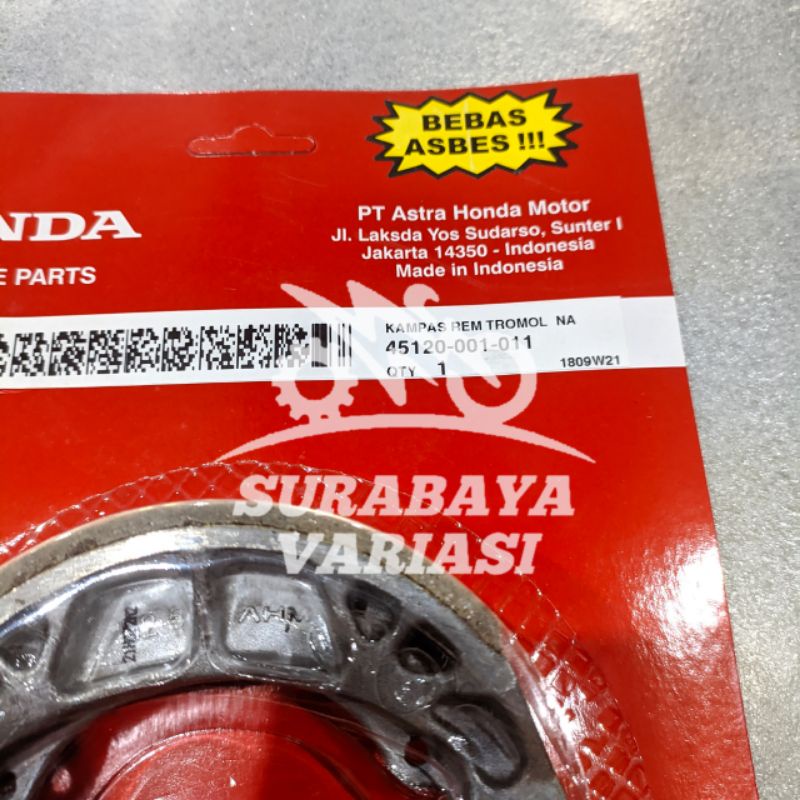 BEBAS
ASBES !!!
NDA
PARTS
PT Astra Honda Motor
Jl. Laksda Yos Sudarso, Sunter I
Jakarta 14350 - Indonesia
Made in Indonesia
KAMPAS REM TROMOL NA
45120-001-011
QTY 1
1809W21
SURABAYA
VARIASI
AHM